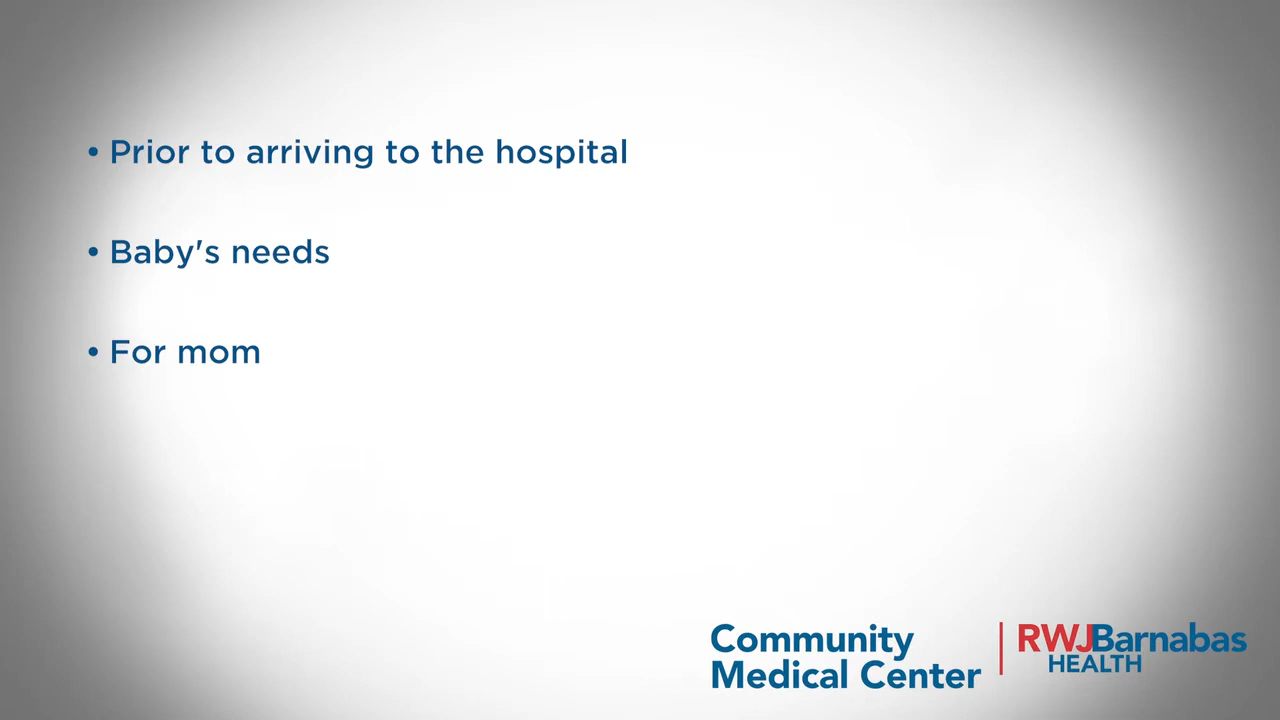 • Prior to arriving to the hospital
• Baby's needs
• For mom
Community
Medical Center
RWJBarnabas
HEALTH